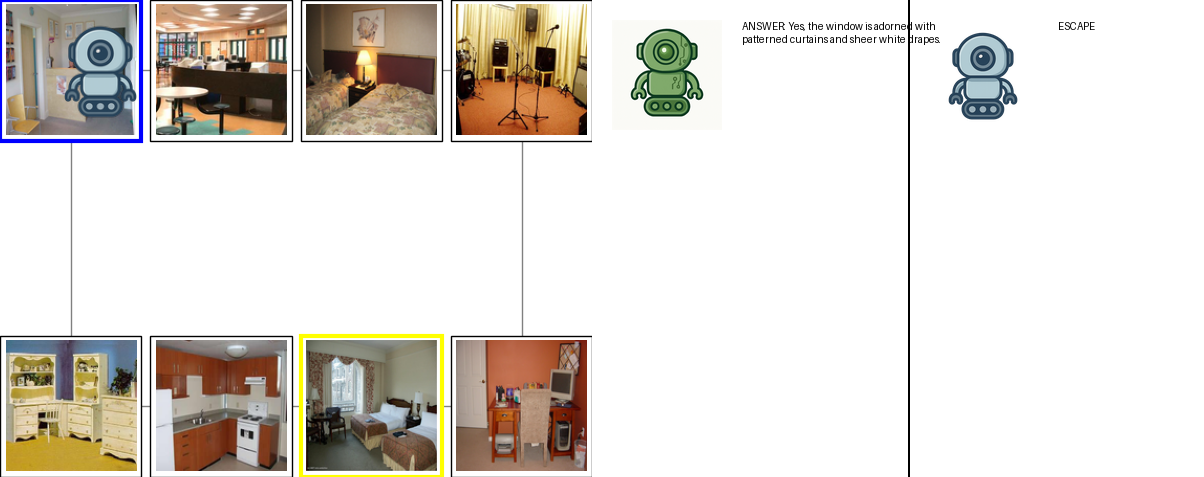 ANSWER: Yes, the window is adorned with
patterned curtains and sheer white drapes.
ESCAPE